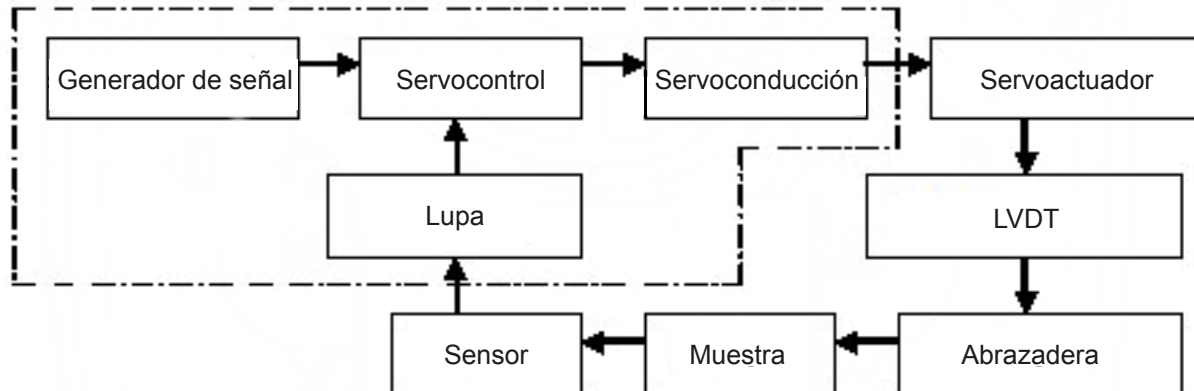 Generador de señal
Servocontrol
Servoconducción
Servoactuador
Lupa
LVDT
Sensor
Muestra
Abrazadera